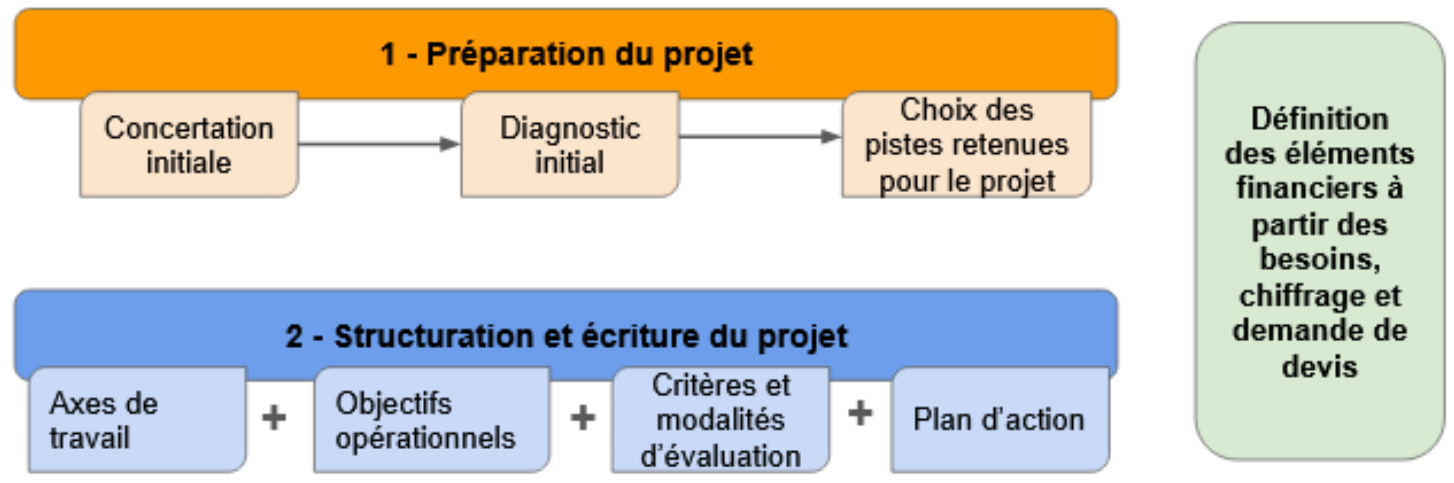 1 - Préparation du projet
Concertation
initiale
Diagnostic
initial
Choix des
pistes retenues
pour le projet
2 - Structuration et écriture du projet
Axes de
travail
+
Objectifs
opérationnels
+
Critères et
modalités
d'évaluation
+
Plan d'action
Définition
des éléments
financiers à
partir des
besoins,
chiffrage et
demande de
devis